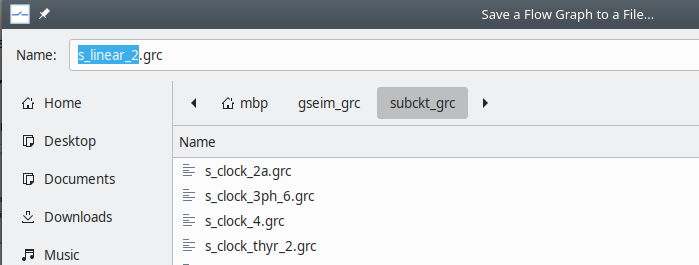 Save a Flow Graph to a File...
Name: s_linear_2.grc
Home
mbp gseim_grc subckt_grc
Desktop
Name
Documents
s_clock_2a.grc
s_clock_3ph_6.grc
Downloads
s_clock_4.grc
s_clock_thyr_2.grc
Music